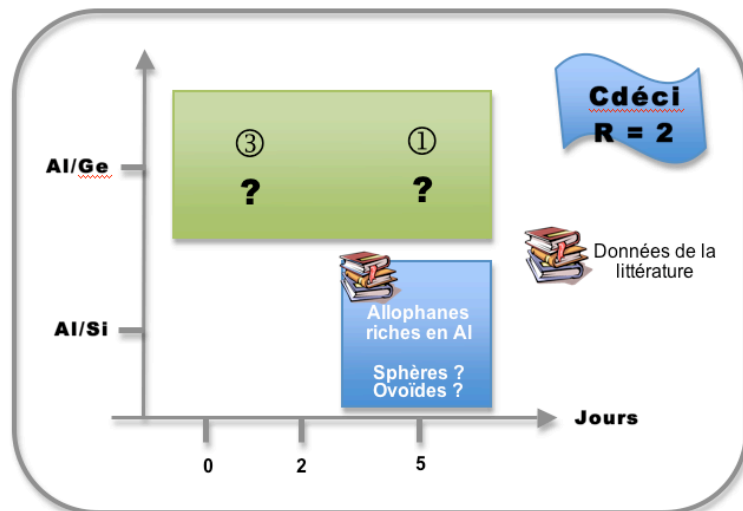 Cdéci
R = 2
Al/Ge
③
①
?
?
Données de la
littérature
Al/Si
Allophanes
riches en Al
Sphères ?
Ovoïdes ?
Jours
0
2
5